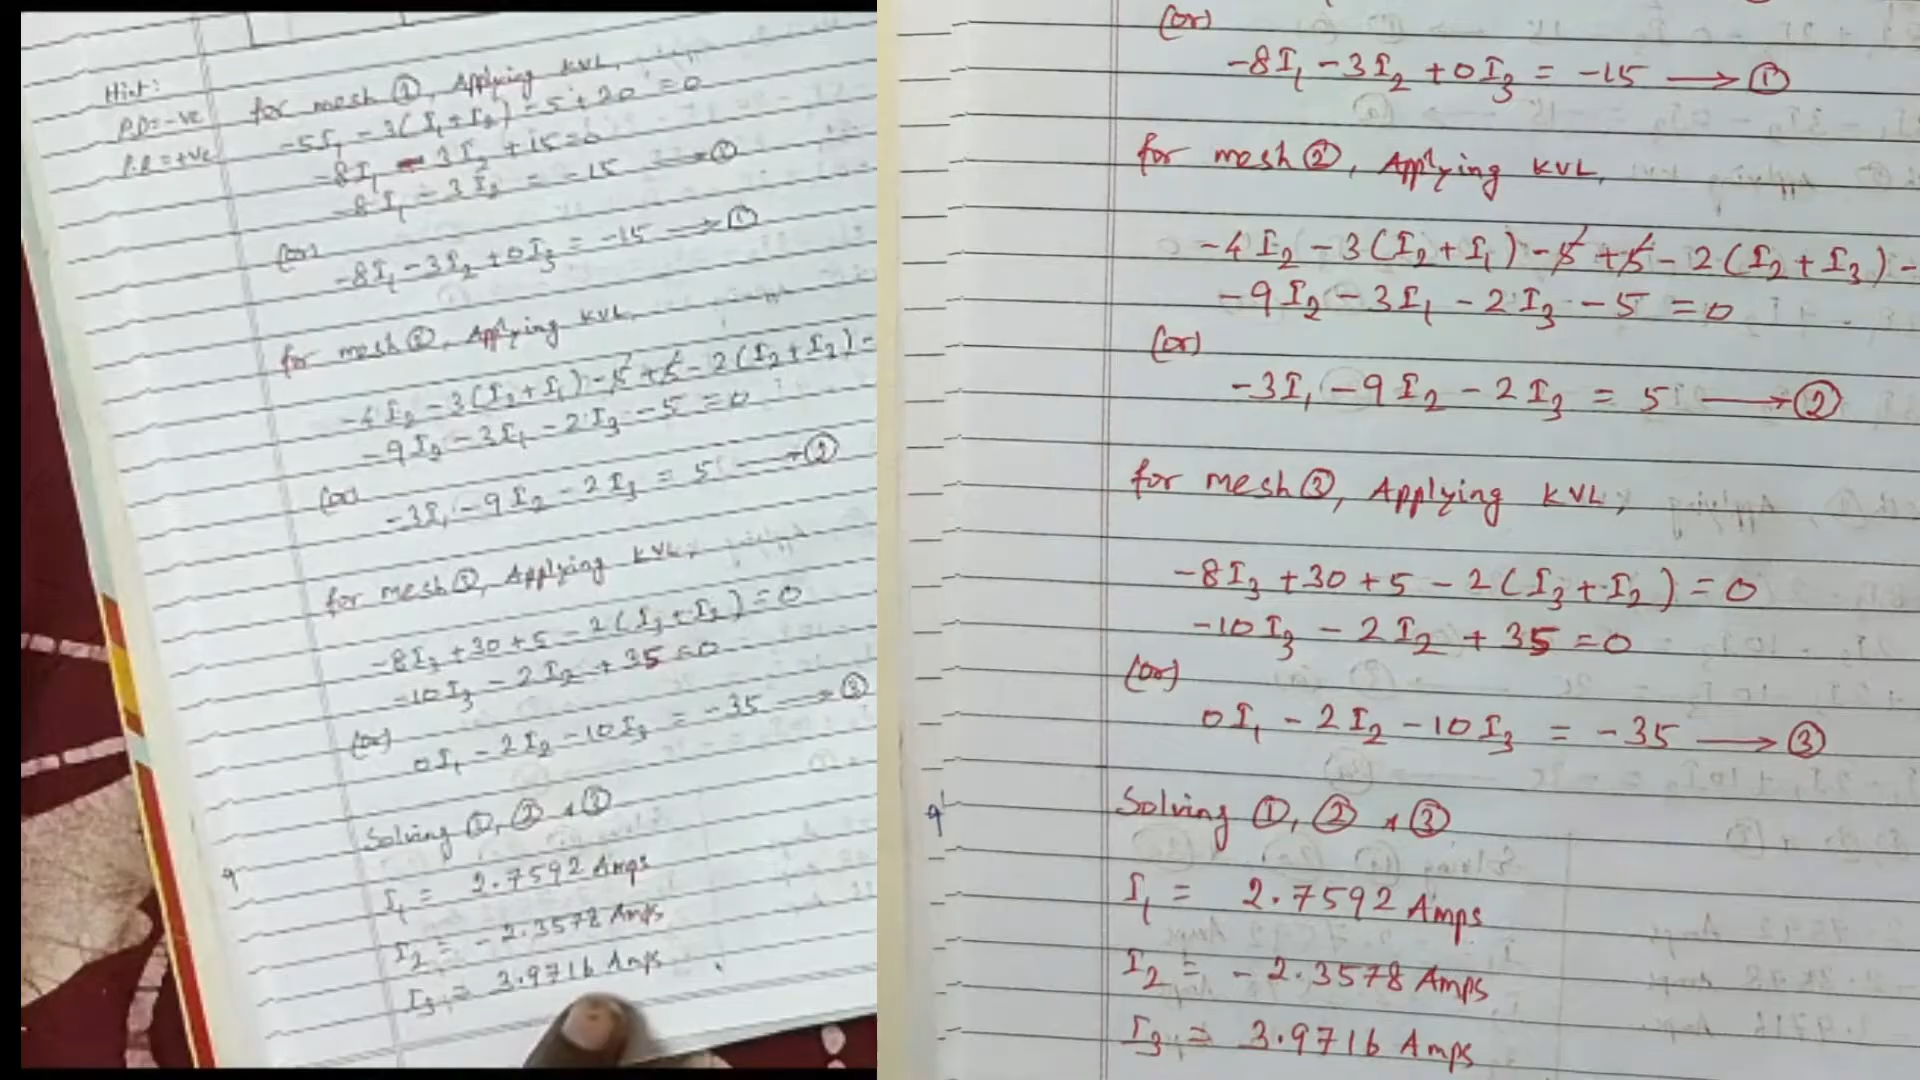 Hint:
P.D = -ve
P.R = +ve
for mesh ①, Applying KVL,
-5I₁ - 3(I₁+I₂) - 5 + 20 = 0
-8I₁ - 3I₂ + 15 = 0
-8I₁ - 3I₂ = -15 → ①
(or)
-8I₁ - 3I₂ + 0I₃ = -15 → ①
for mesh ②, Applying KVL,
-4I₂ - 3(I₂+I₁) - 5 + 5 - 2(I₂+I₃) -
-9I₂ - 3I₁ - 2I₃ - 5 = 0
(or)
-3I₁ - 9I₂ - 2I₃ = 5 → ②
for mesh ③, Applying KVL,
-8I₃ + 30 + 5 - 2(I₃+I₂) = 0
-10I₃ - 2I₂ + 35 = 0
(or)
0I₁ - 2I₂ - 10I₃ = -35 → ③
Solving ①, ② & ③
I₁ = 2.7592 Amps
I₂ = -2.3578 Amps
I₃ = 3.9716 Amps
(or)
-8I₁ - 3I₂ + 0I₃ = -15 → ①
for mesh ②, Applying KVL,
-4I₂ - 3(I₂+I₁) - 5 + 5 - 2(I₂+I₃) -
-9I₂ - 3I₁ - 2I₃ - 5 = 0
(or)
-3I₁ - 9I₂ - 2I₃ = 5 → ②
for mesh ③, Applying KVL,
-8I₃ + 30 + 5 - 2(I₃+I₂) = 0
-10I₃ - 2I₂ + 35 = 0
(or)
0I₁ - 2I₂ - 10I₃ = -35 → ③
Solving ①, ② & ③
I₁ = 2.7592 Amps
I₂ = -2.3578 Amps
I₃ = 3.9716 Amps